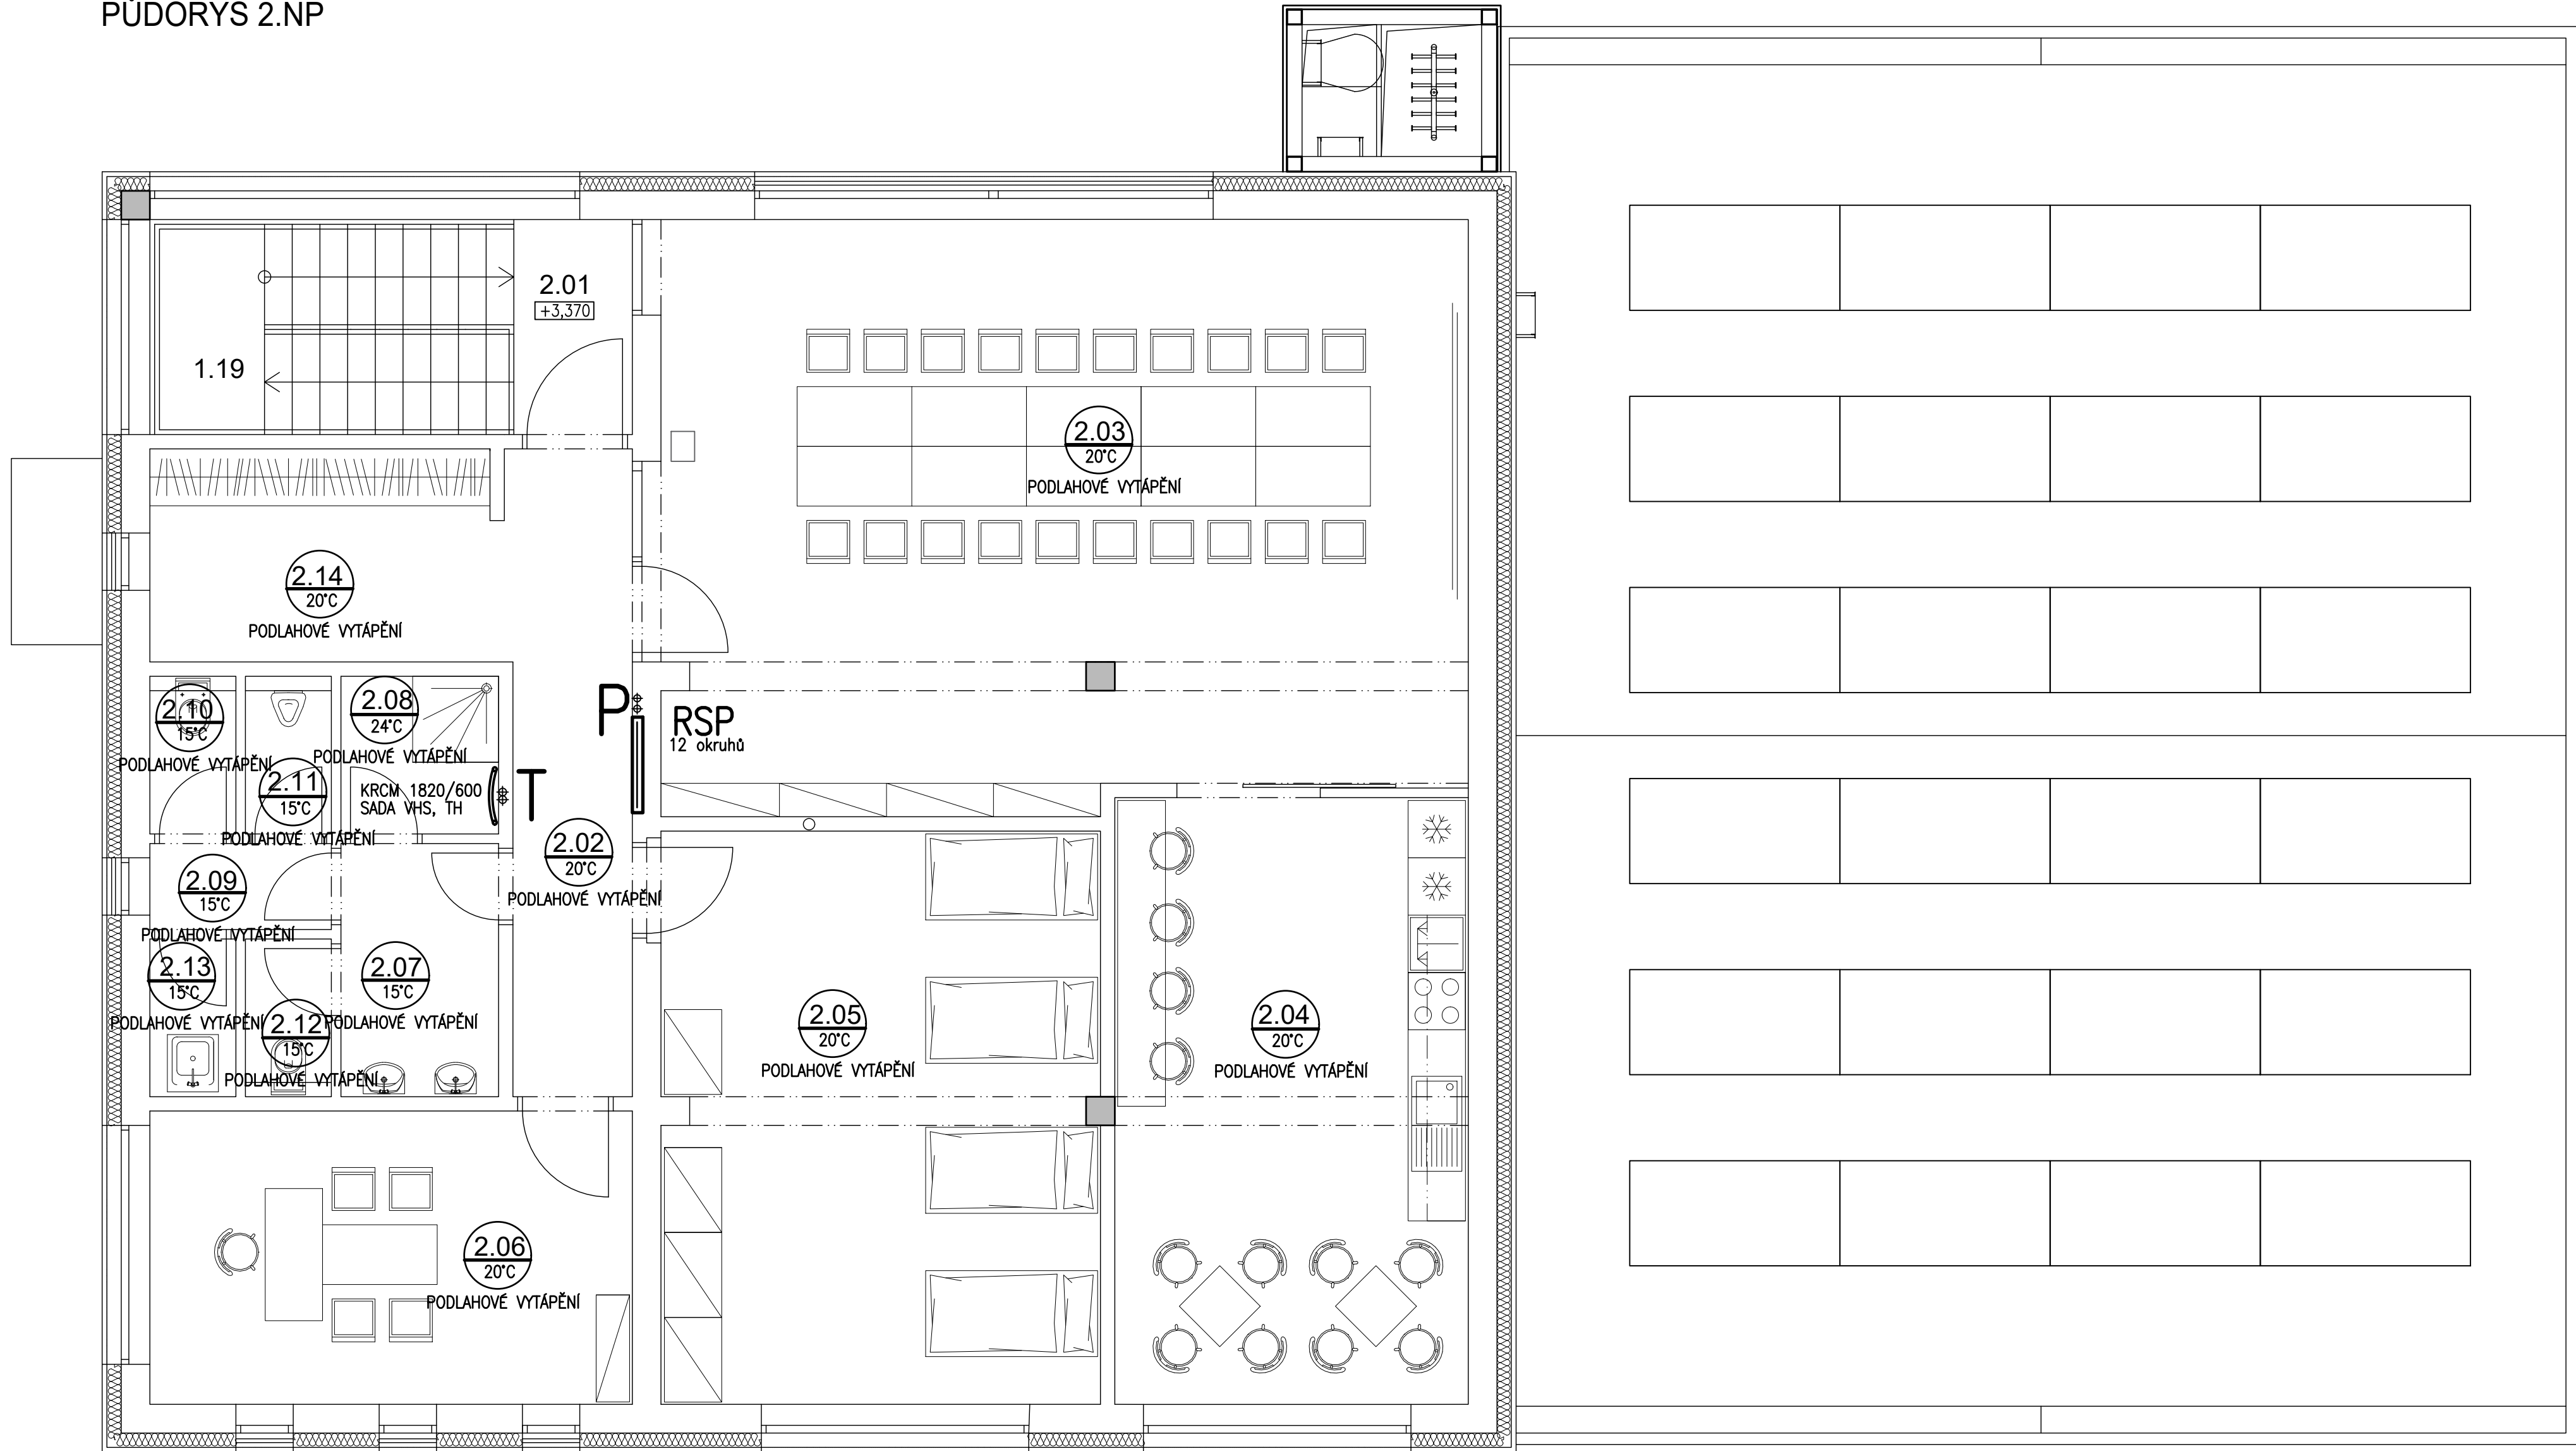 PŮDORYS 2.NP
2.01
+3,370
1.19
2.03
20°C
PODLAHOVÉ VYTÁPĚNÍ
2.14
20°C
PODLAHOVÉ VYTÁPĚNÍ
2.10
15°C
PODLAHOVÉ VYTÁPĚNÍ
2.08
24°C
PODLAHOVÉ VYTÁPĚNÍ
P
RSP
12 okruhů
2.11
15°C
PODLAHOVÉ VYTÁPĚNÍ
KRCM 1820/600
SADA VHS, TH
T
2.02
20°C
PODLAHOVÉ VYTÁPĚNÍ
2.09
15°C
PODLAHOVÉ VYTÁPĚNÍ
2.13
15°C
PODLAHOVÉ VYTÁPĚNÍ
2.07
15°C
PODLAHOVÉ VYTÁPĚNÍ
2.12
15°C
PODLAHOVÉ VYTÁPĚNÍ
2.05
20°C
PODLAHOVÉ VYTÁPĚNÍ
2.04
20°C
PODLAHOVÉ VYTÁPĚNÍ
2.06
20°C
PODLAHOVÉ VYTÁPĚNÍ